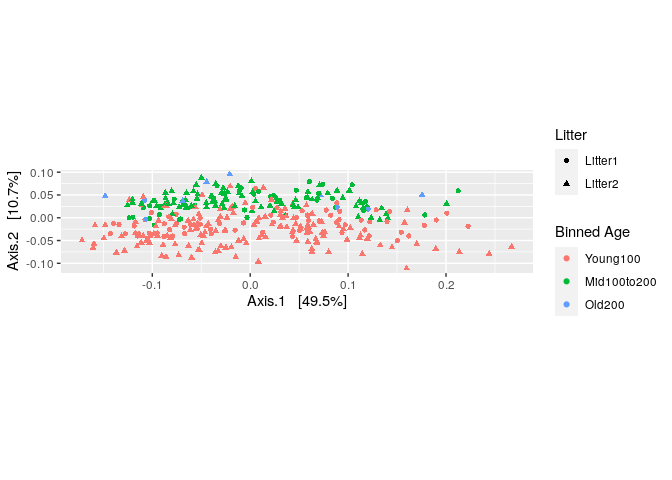 0.10
0.05
0.00
-0.05
-0.10
Axis.2 [10.7%]
-0.1 0.0 0.1 0.2
Axis.1 [49.5%]
Litter
Litter1
Litter2
Binned Age
Young100
Mid100to200
Old200